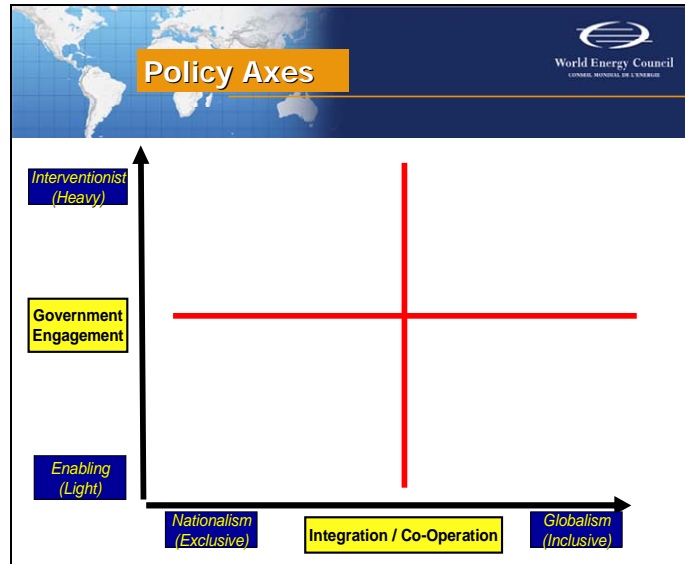 Policy Axes
World Energy Council
CONSEIL MONDIAL DE L'ENERGIE
Interventionist
(Heavy)
Government
Engagement
Enabling
(Light)
Nationalism
(Exclusive)
Integration / Co-Operation
Globalism
(Inclusive)